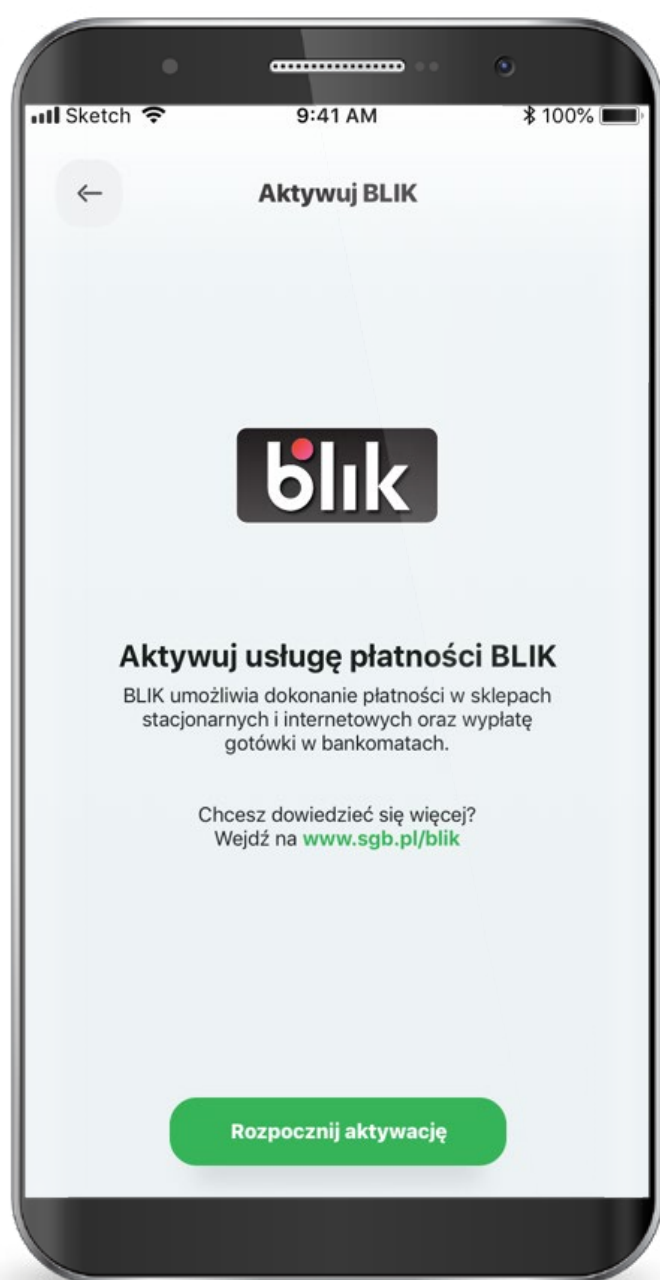 Sketch 9:41 AM 100%
Aktywuj BLIK
blik
Aktywuj usługę płatności BLIK
BLIK umożliwia dokonanie płatności w sklepach
stacjonarnych i internetowych oraz wypłatę
gotówki w bankomatach.
Chcesz dowiedzieć się więcej?
Wejdź na www.sgb.pl/blik
Rozpocznij aktywację